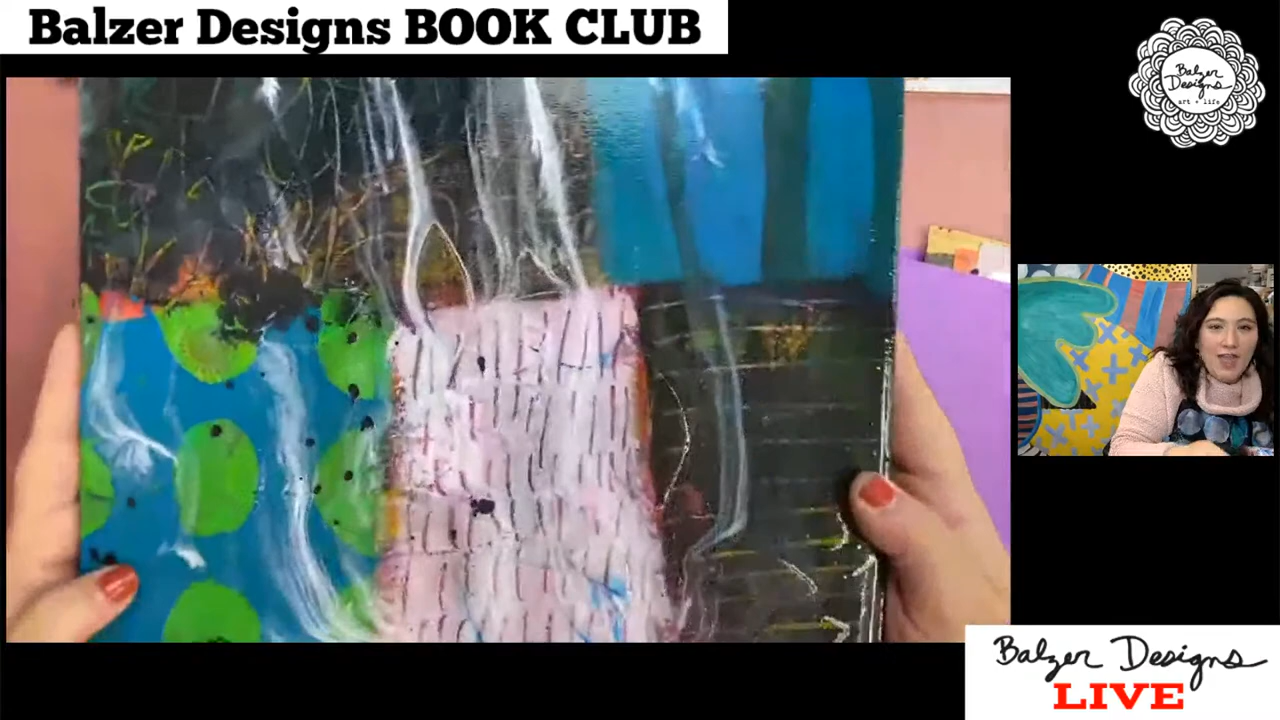 Balzer Designs BOOK CLUB
Balzer
Designs
art + life
Balzer Designs
LIVE